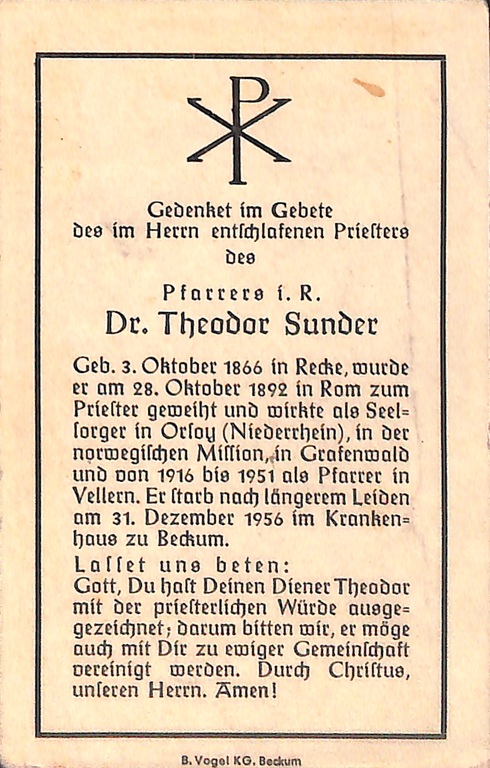 Gedenket im Gebete
des im Herrn entschlafenen Priesters
des
Pfarrers i. R.
Dr. Theodor Sunder
Geb. 3. Oktober 1866 in Recke, wurde
er am 28. Oktober 1892 in Rom zum
Priester geweiht und wirkte als Seel=
sorger in Orsoy (Niederrhein), in der
norwegischen Mission, in Grafenwald
und von 1916 bis 1951 als Pfarrer in
Vellern. Er starb nach längerem Leiden
am 31. Dezember 1956 im Kranken=
haus zu Beckum.
Lasset uns beten:
Gott, Du hast Deinen Diener Theodor
mit der priesterlichen Würde ausge=
gezeichnet; darum bitten wir, er möge
auch mit Dir zu ewiger Gemeinschaft
vereinigt werden. Durch Christus,
unseren Herrn. Amen!
B. Vogel KG. Beckum